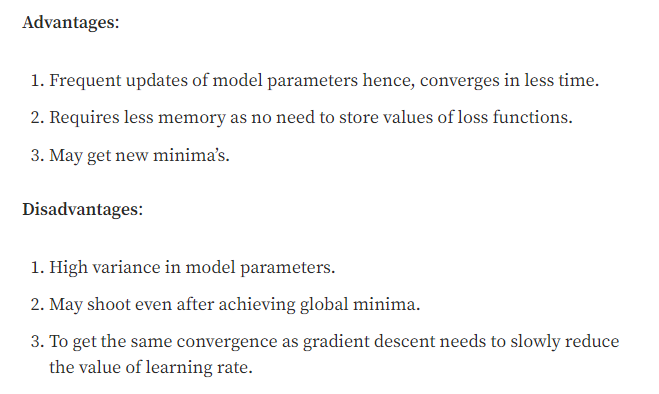 Advantages:
1. Frequent updates of model parameters hence, converges in less time.
2. Requires less memory as no need to store values of loss functions.
3. May get new minima’s.
Disadvantages:
1. High variance in model parameters.
2. May shoot even after achieving global minima.
3. To get the same convergence as gradient descent needs to slowly reduce
the value of learning rate.